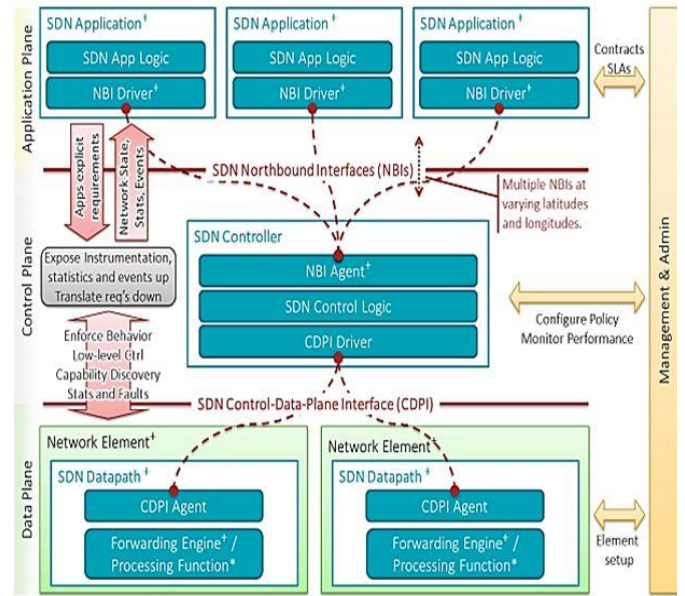 Application Plane
SDN Application⁺
SDN App Logic
NBI Driver⁺
SDN Application⁺
SDN App Logic
NBI Driver⁺
SDN Application⁺
SDN App Logic
NBI Driver⁺
Contracts
SLAs
Apps explicit
requirements
Network State,
Stats, Events
SDN Northbound Interfaces (NBIs)
Multiple NBIs at
varying latitudes
and longitudes.
Control Plane
Expose Instrumentation,
statistics and events up
Translate req's down
SDN Controller
NBI Agent⁺
SDN Control Logic
CDPI Driver
Configure Policy
Monitor Performance
Management & Admin
Enforce Behavior
Low-level Ctrl
Capability Discovery
Stats and Faults
SDN Control-Data-Plane Interface (CDPI)
Data Plane
Network Element⁺
SDN Datapath⁺
CDPI Agent
Forwarding Engine⁺ /
Processing Function*
Network Element⁺
SDN Datapath⁺
CDPI Agent
Forwarding Engine⁺ /
Processing Function*
Element
setup